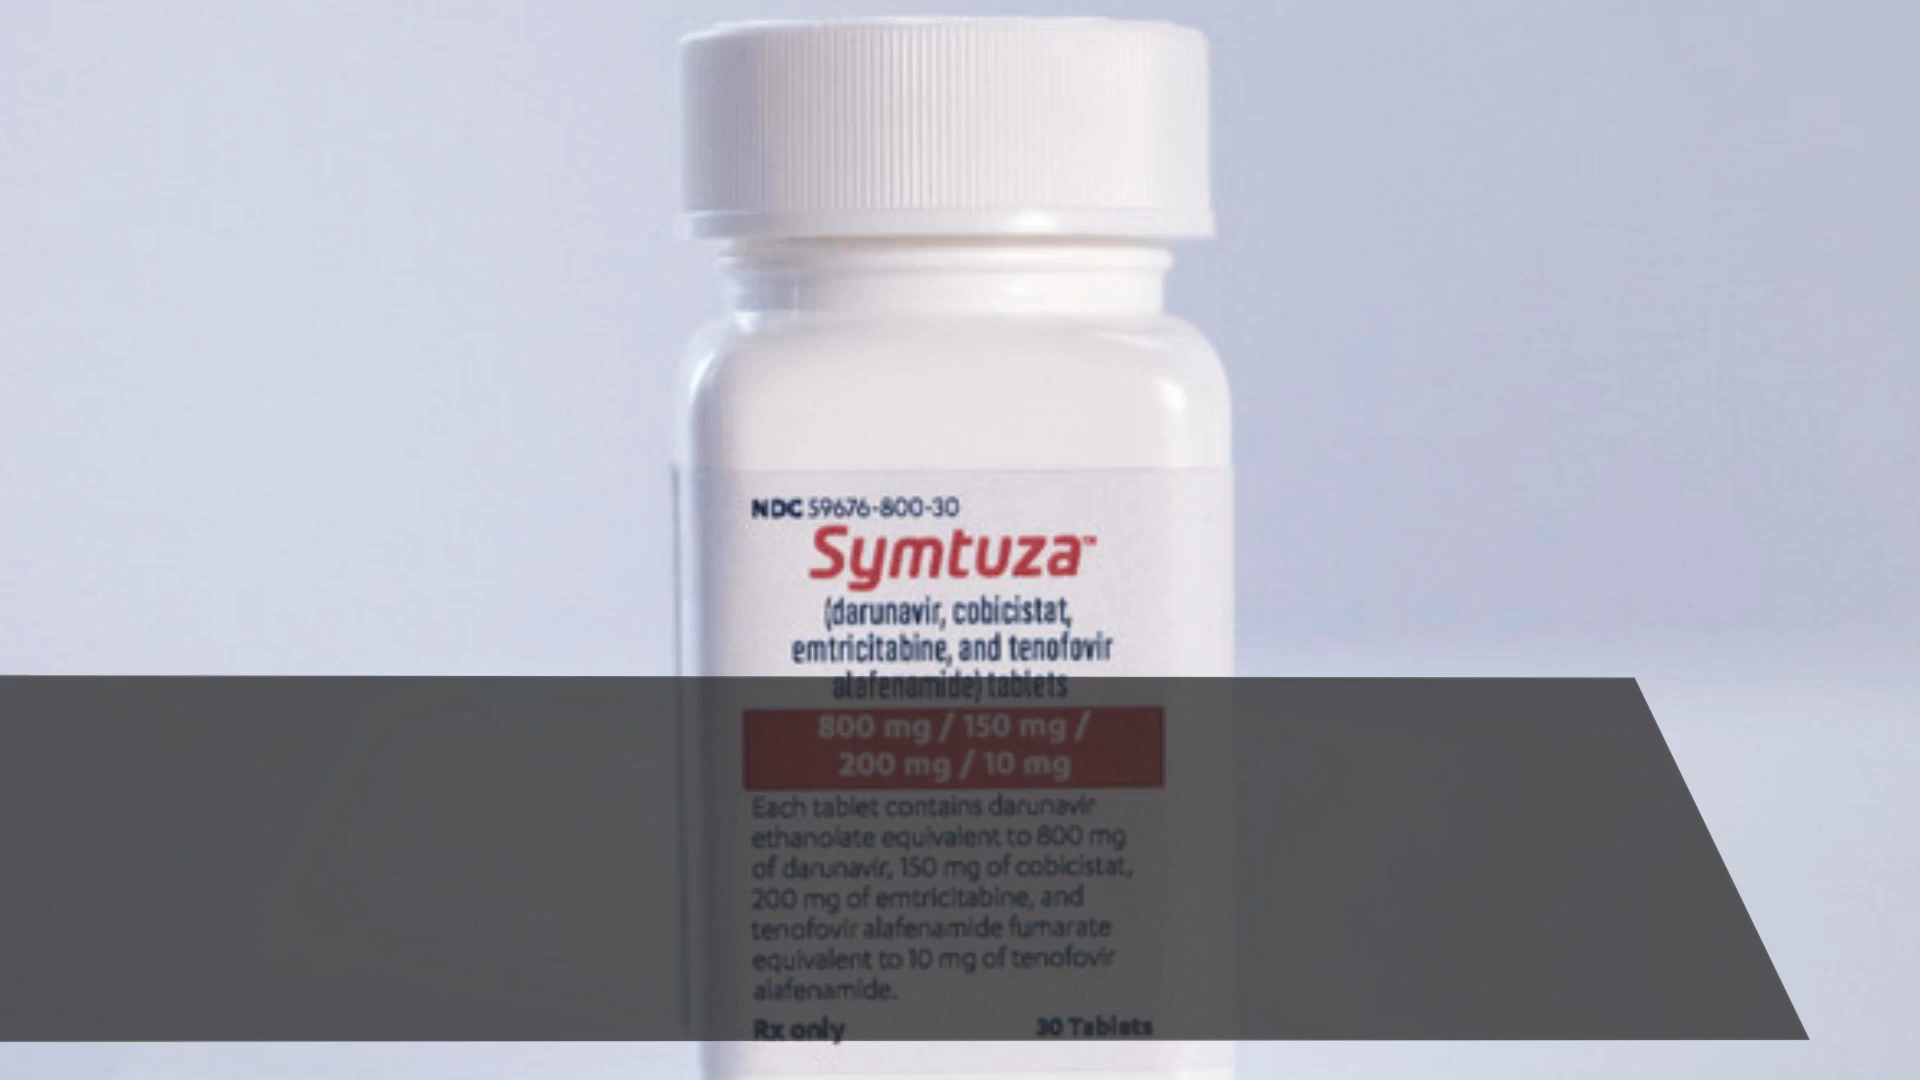 NDC 59676-800-30
Symtuza™
(darunavir, cobicistat,
emtricitabine, and tenofovir
alafenamide) tablets
800 mg / 150 mg /
200 mg / 10 mg
Each tablet contains darunavir
ethanolate equivalent to 800 mg
of darunavir, 150 mg of cobicistat,
200 mg of emtricitabine, and
tenofovir alafenamide fumarate
equivalent to 10 mg of tenofovir
alafenamide.
Rx only 30 Tablets